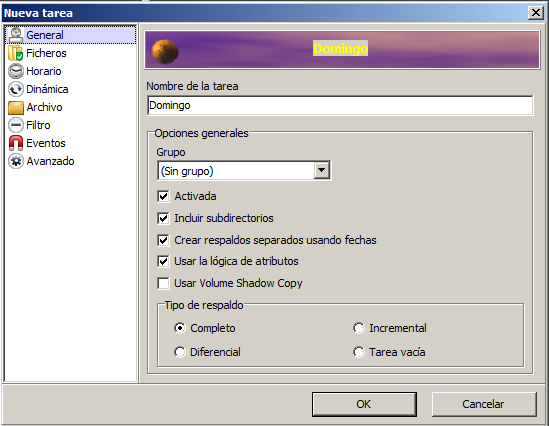 Nueva tarea
General
Ficheros
Horario
Dinámica
Archivo
Filtro
Eventos
Avanzado
Domingo
Nombre de la tarea
Domingo
Opciones generales
Grupo
(Sin grupo)
Activada
Incluir subdirectorios
Crear respaldos separados usando fechas
Usar la lógica de atributos
Usar Volume Shadow Copy
Tipo de respaldo
Completo Incremental
Diferencial Tarea vacía
OK Cancelar